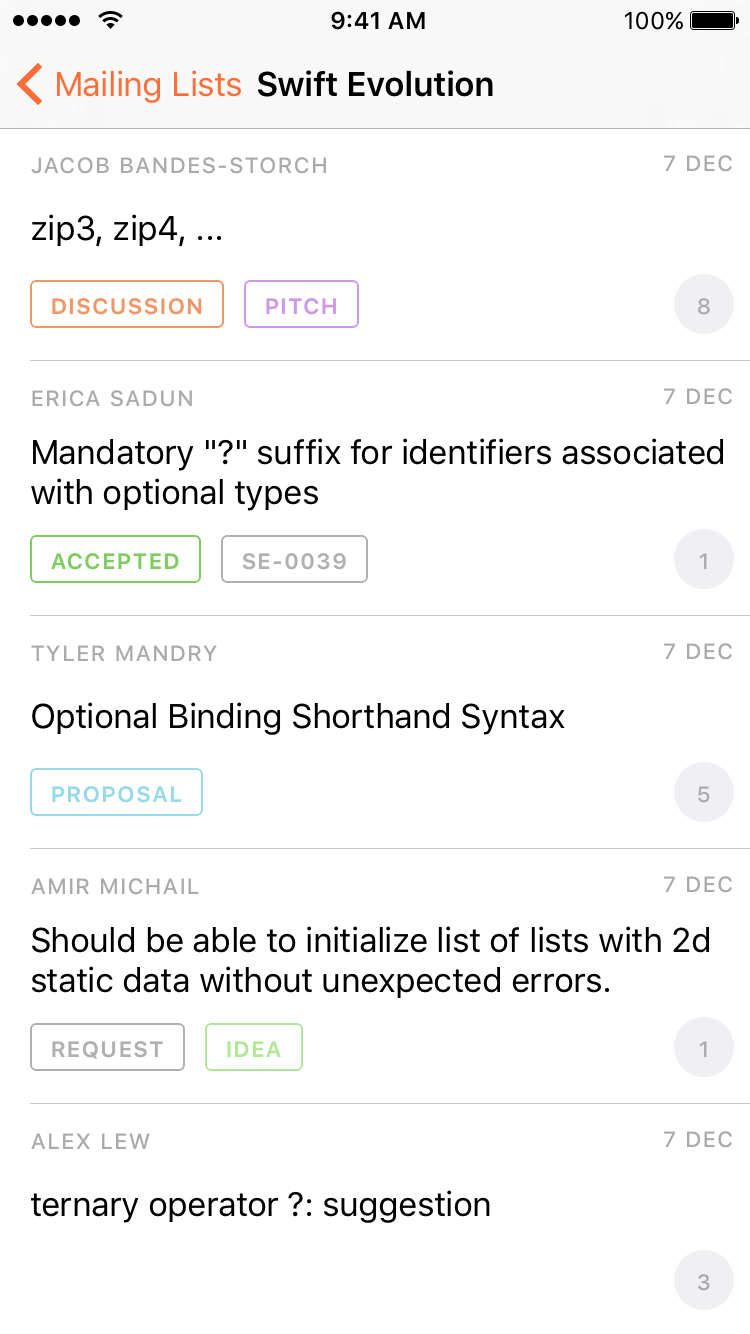 9:41 AM 100%
Mailing Lists Swift Evolution
JACOB BANDES-STORCH 7 DEC
zip3, zip4, ...
DISCUSSION PITCH 8
ERICA SADUN 7 DEC
Mandatory "?" suffix for identifiers associated
with optional types
ACCEPTED SE-0039 1
TYLER MANDRY 7 DEC
Optional Binding Shorthand Syntax
PROPOSAL 5
AMIR MICHAIL 7 DEC
Should be able to initialize list of lists with 2d
static data without unexpected errors.
REQUEST IDEA 1
ALEX LEW 7 DEC
ternary operator ?: suggestion
3